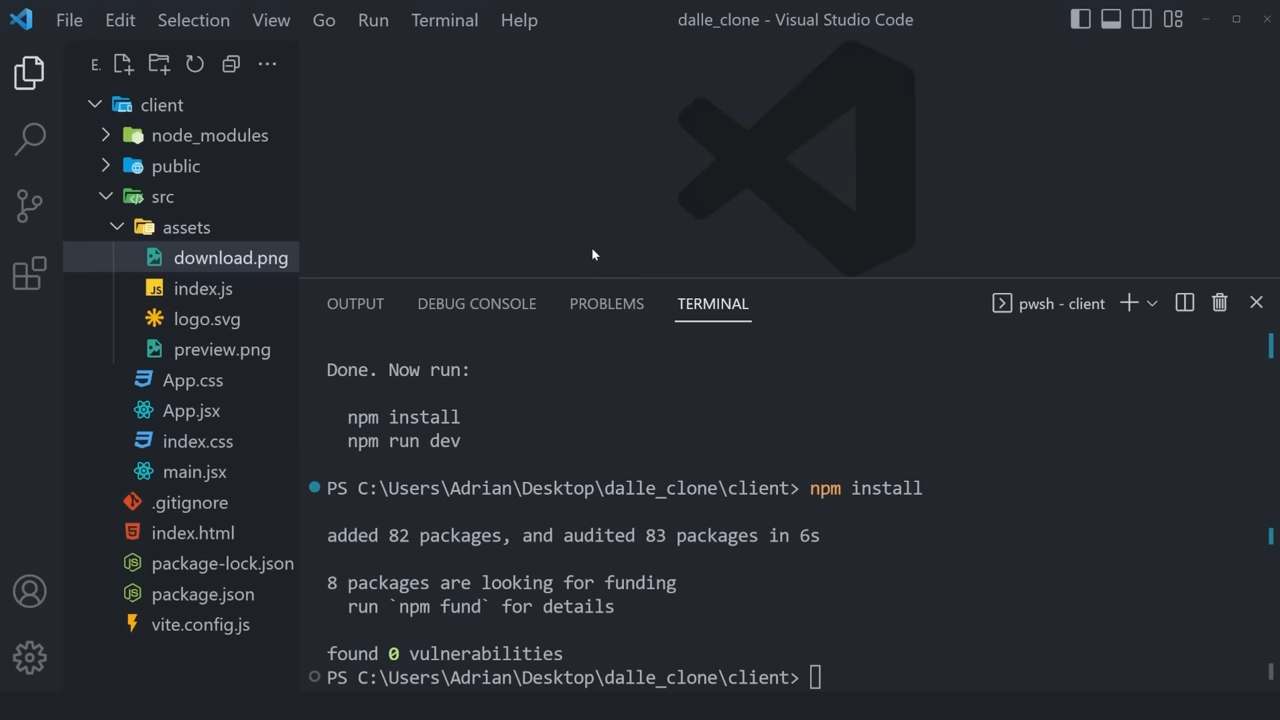 File Edit Selection View Go Run Terminal Help dalle_clone - Visual Studio Code
E.
client
node_modules
public
src
assets
download.png
index.js
logo.svg
preview.png
App.css
App.jsx
index.css
main.jsx
.gitignore
index.html
package-lock.json
package.json
vite.config.js
OUTPUT DEBUG CONSOLE PROBLEMS TERMINAL pwsh - client
Done. Now run:
npm install
npm run dev
PS C:\Users\Adrian\Desktop\dalle_clone\client> npm install
added 82 packages, and audited 83 packages in 6s
8 packages are looking for funding
run `npm fund` for details
found 0 vulnerabilities
PS C:\Users\Adrian\Desktop\dalle_clone\client>